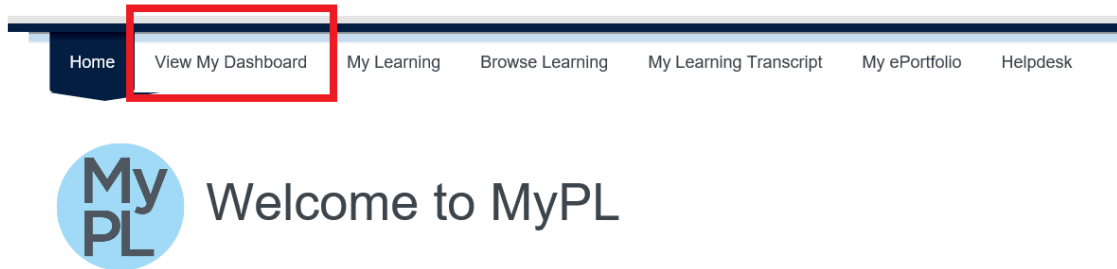 Home View My Dashboard My Learning Browse Learning My Learning Transcript My ePortfolio Helpdesk
My
PL
Welcome to MyPL